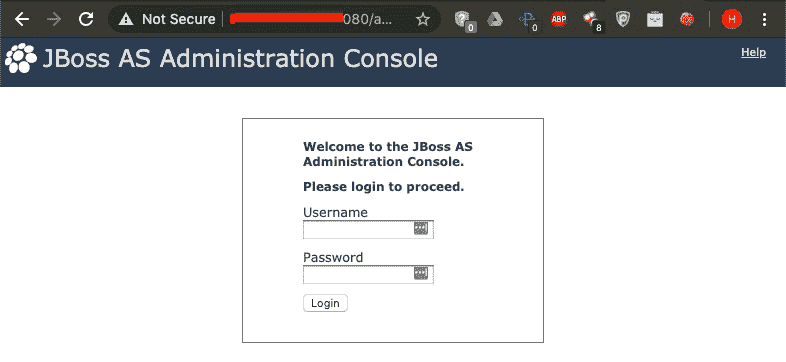 Not Secure
080/a...
0
ABP
0
8
H
JBoss AS Administration Console
Help
Welcome to the JBoss AS
Administration Console.
Please login to proceed.
Username
Password
Login